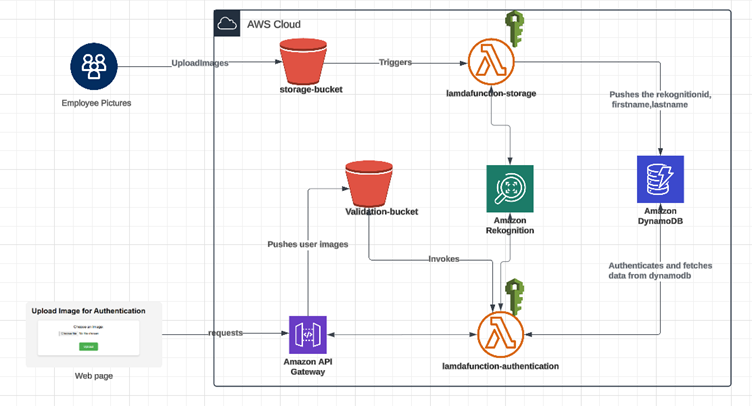 AWS Cloud
UploadImages
Triggers
storage-bucket
lamdafunction-storage
Employee Pictures
Pushes the rekognitionid,
firstname,lastname
Validation-bucket
Amazon
Rekognition
Amazon
DynamoDB
Pushes user images
Invokes
Authenticates and fetches
data from dynamodb
Upload Image for Authentication
Choose an Image
requests
Amazon API
Gateway
lamdafunction-authentication
Web page